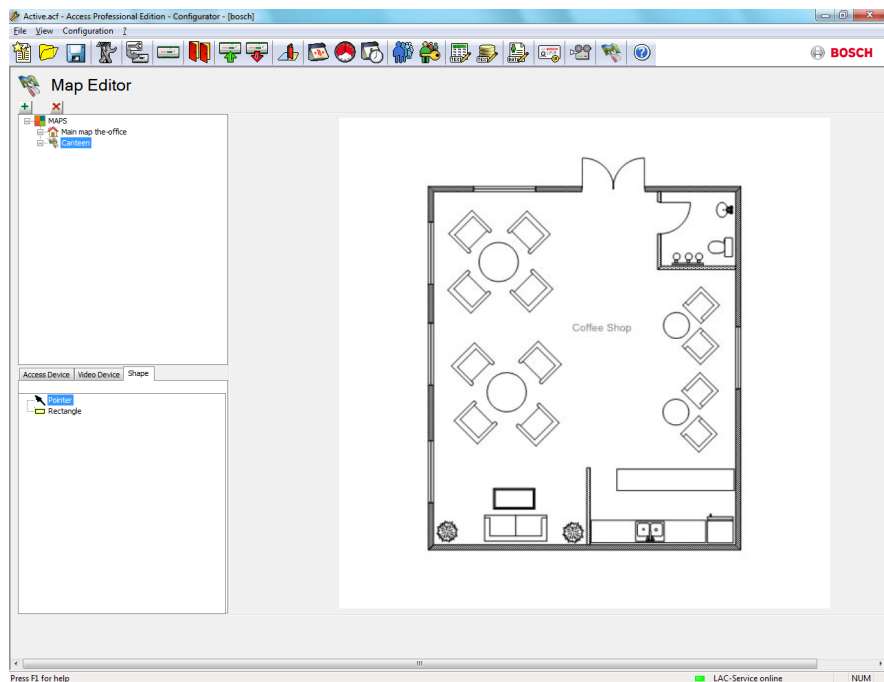 Active.acf - Access Professional Edition - Configurator - [bosch]
File View Configuration ?
BOSCH
Map Editor
MAPS
Main map the-office
Canteen
Coffee Shop
Access Device Video Device Shape
Pointer
Rectangle
Press F1 for help
LAC-Service online NUM